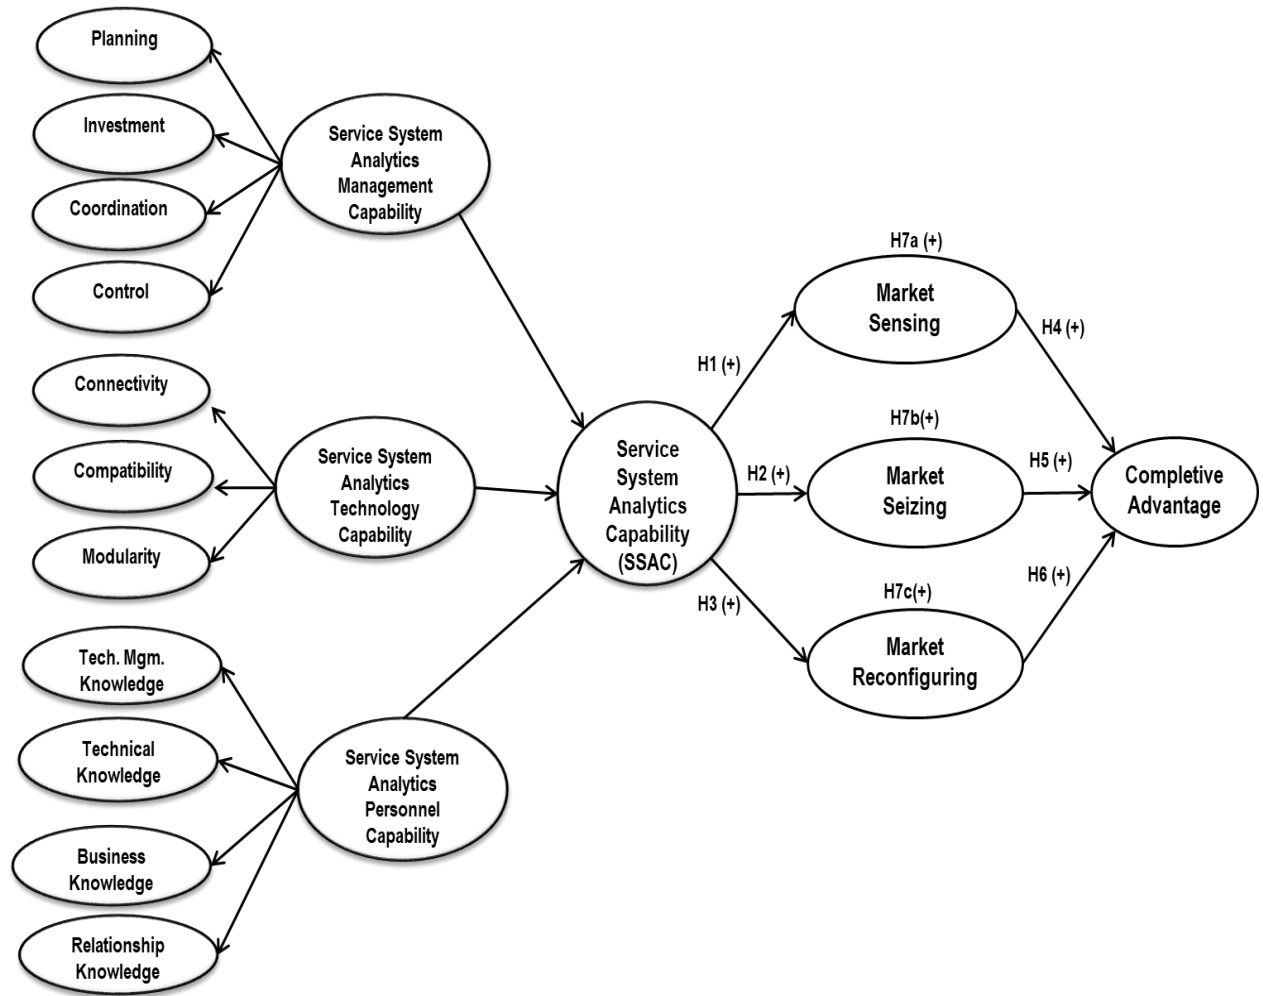 Planning
Investment
Coordination
Control
Service System
Analytics
Management
Capability
Connectivity
Compatibility
Modularity
Service System
Analytics
Technology
Capability
Tech. Mgm.
Knowledge
Technical
Knowledge
Business
Knowledge
Relationship
Knowledge
Service System
Analytics
Personnel
Capability
Service
System
Analytics
Capability
(SSAC)
H1 (+)
H2 (+)
H3 (+)
H7a (+)
Market
Sensing
H7b(+)
Market
Seizing
H7c(+)
Market
Reconfiguring
H4 (+)
H5 (+)
H6 (+)
Completive
Advantage